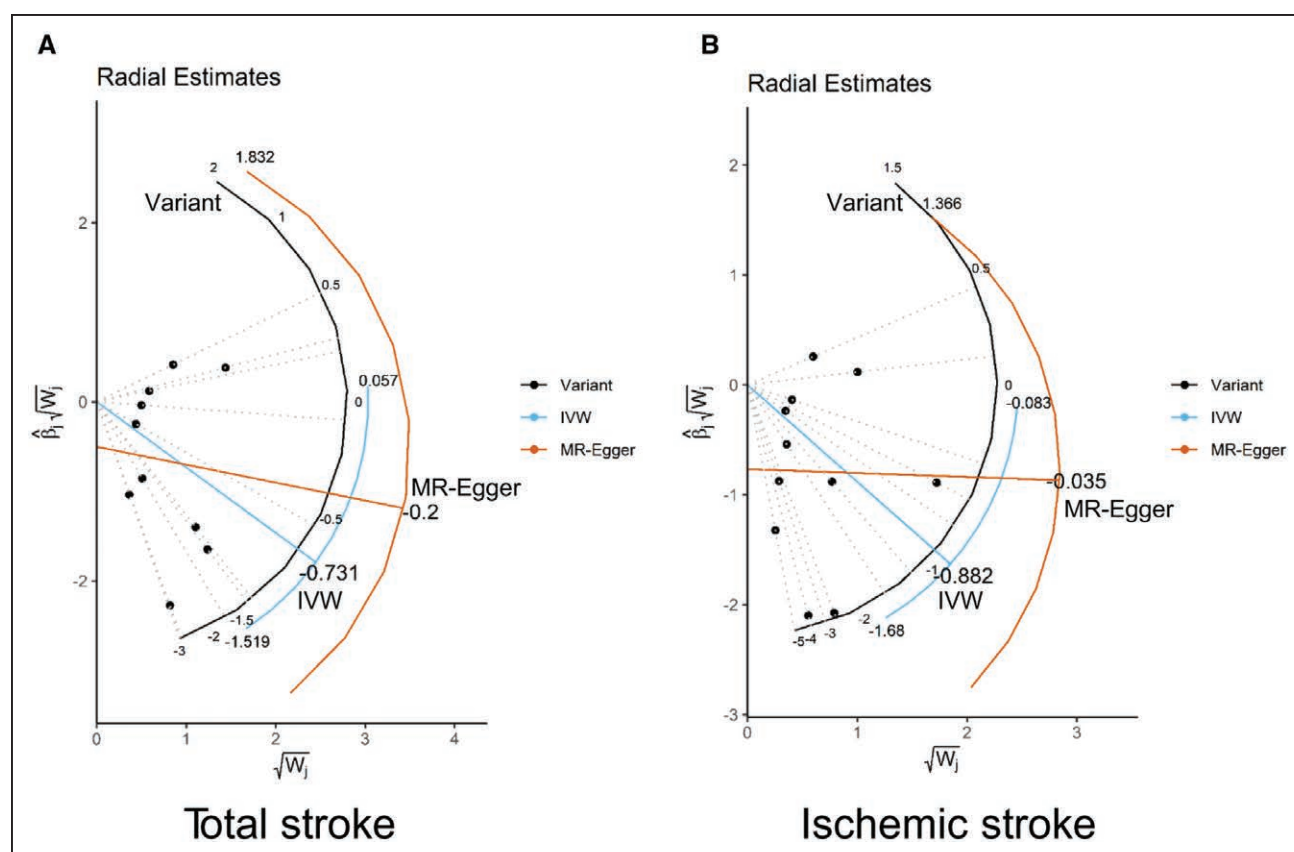 A
Radial Estimates
2
1.832
Variant
1
0.5
0.057
0
MR-Egger
-0.2
-0.5
-0.731
IVW
-1.5
-1.519
-2
-3
2
0
-2
β̂j√Wj
0 1 2 3 4
√Wj
Variant
IVW
MR-Egger
Total stroke
B
Radial Estimates
1.5
Variant
1.366
0.5
0
-0.083
-0.035
MR-Egger
-1
-0.882
IVW
-2
-1.68
-3
-5
-4
2
1
0
-1
-2
-3
β̂j√Wj
0 1 2 3
√Wj
Variant
IVW
MR-Egger
Ischemic stroke